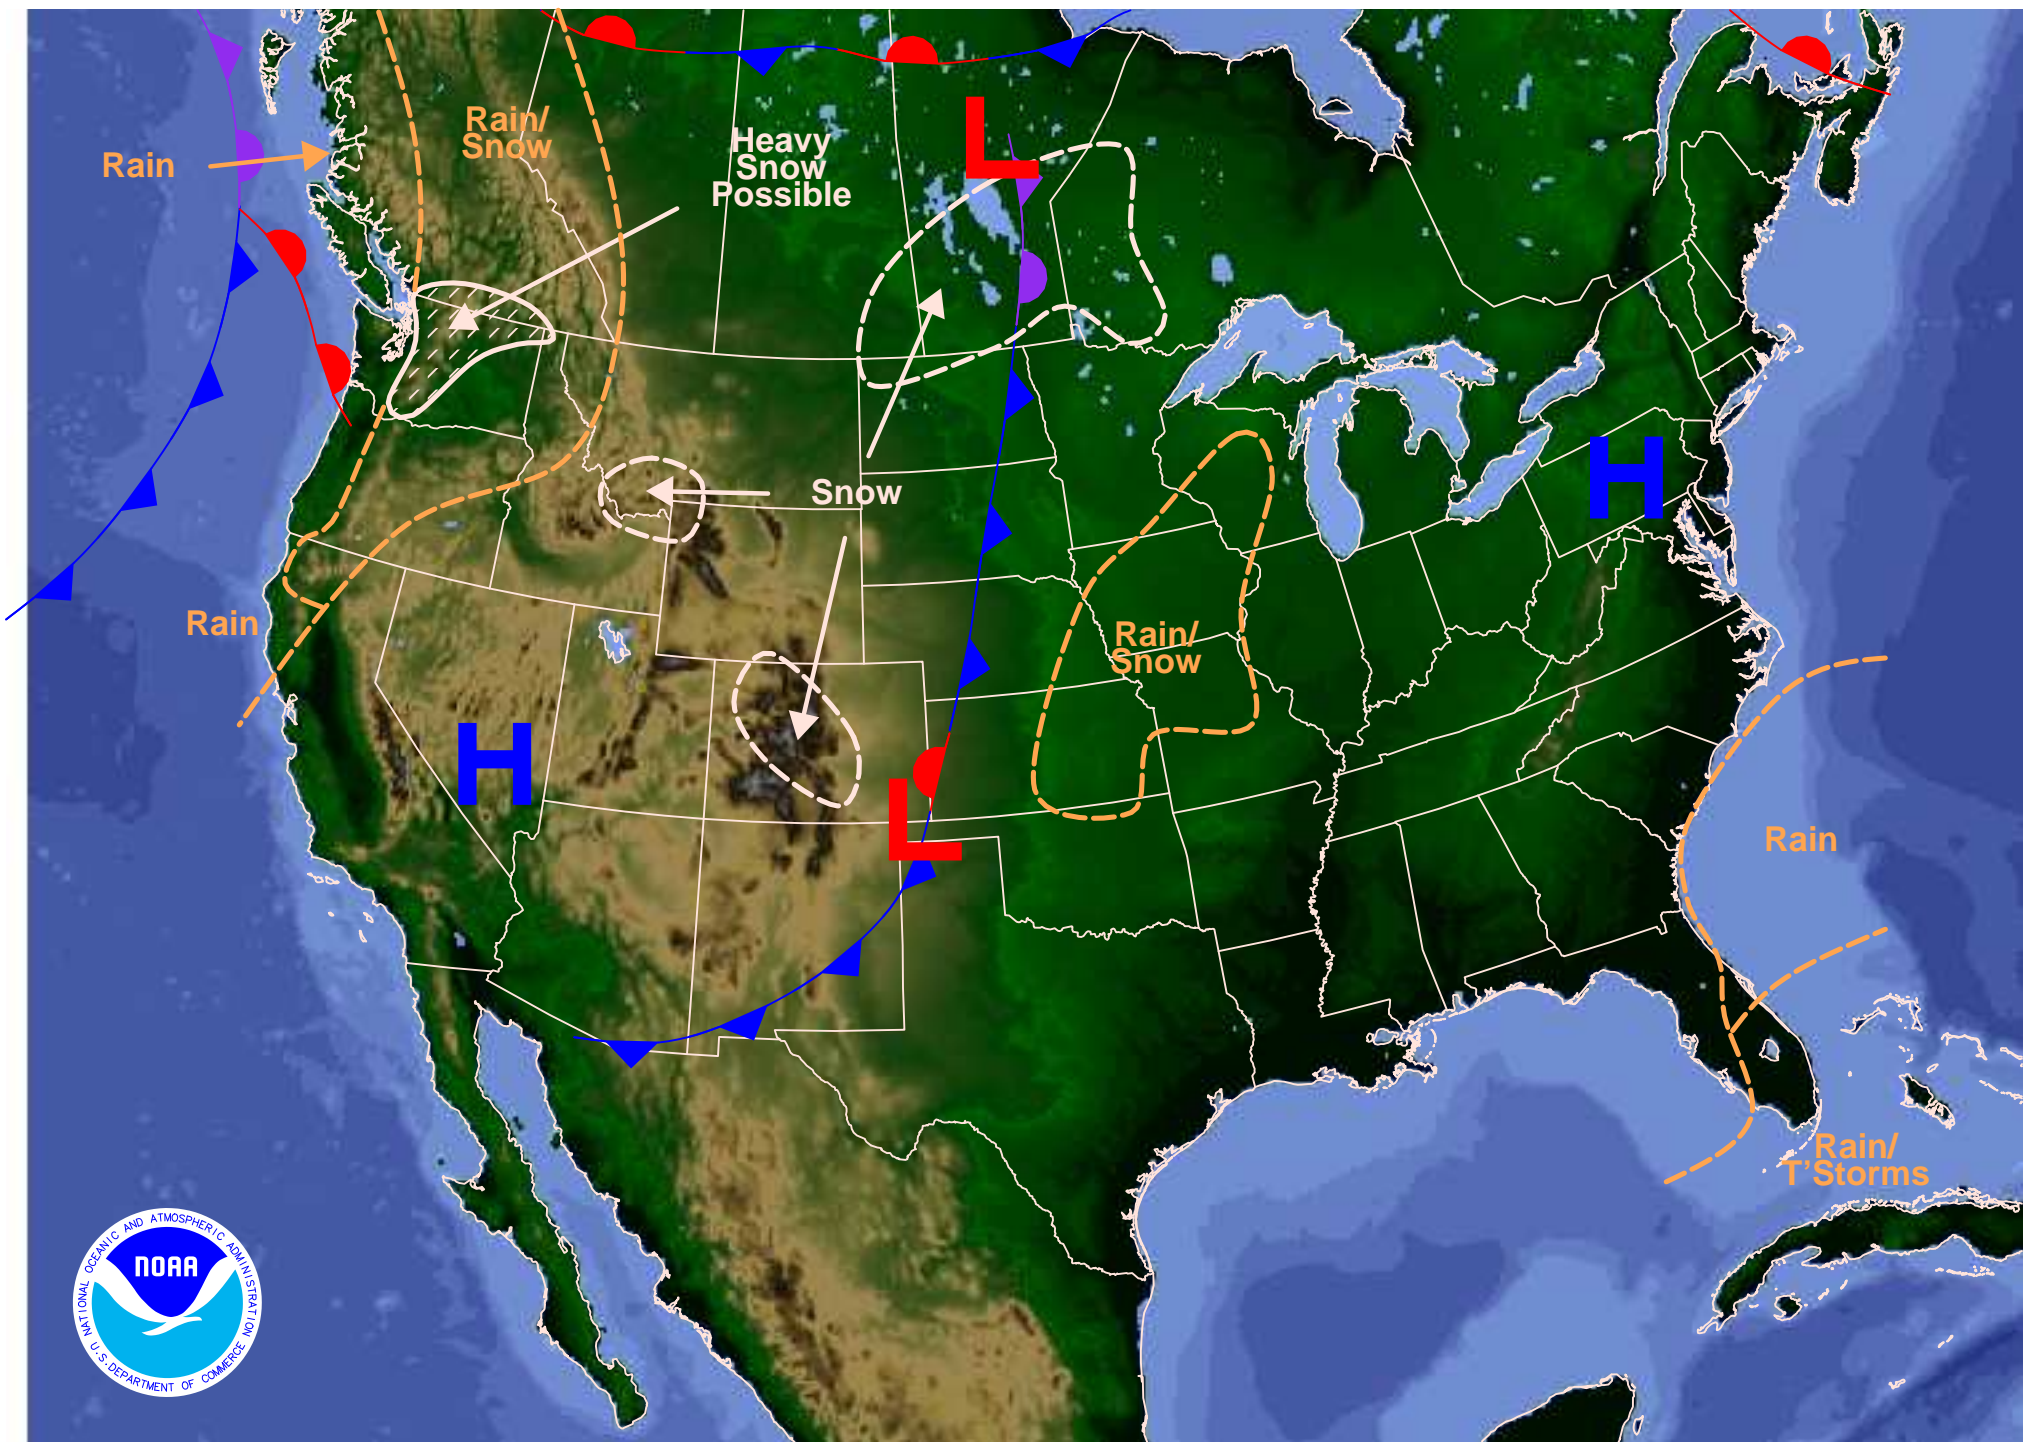 Rain
Rain/
Snow
Heavy
Snow
Possible
L
Snow
H
Rain
Rain/
Snow
H
L
Rain
Rain/
T'Storms
NATIONAL OCEANIC AND ATMOSPHERIC ADMINISTRATION
NOAA
U.S. DEPARTMENT OF COMMERCE